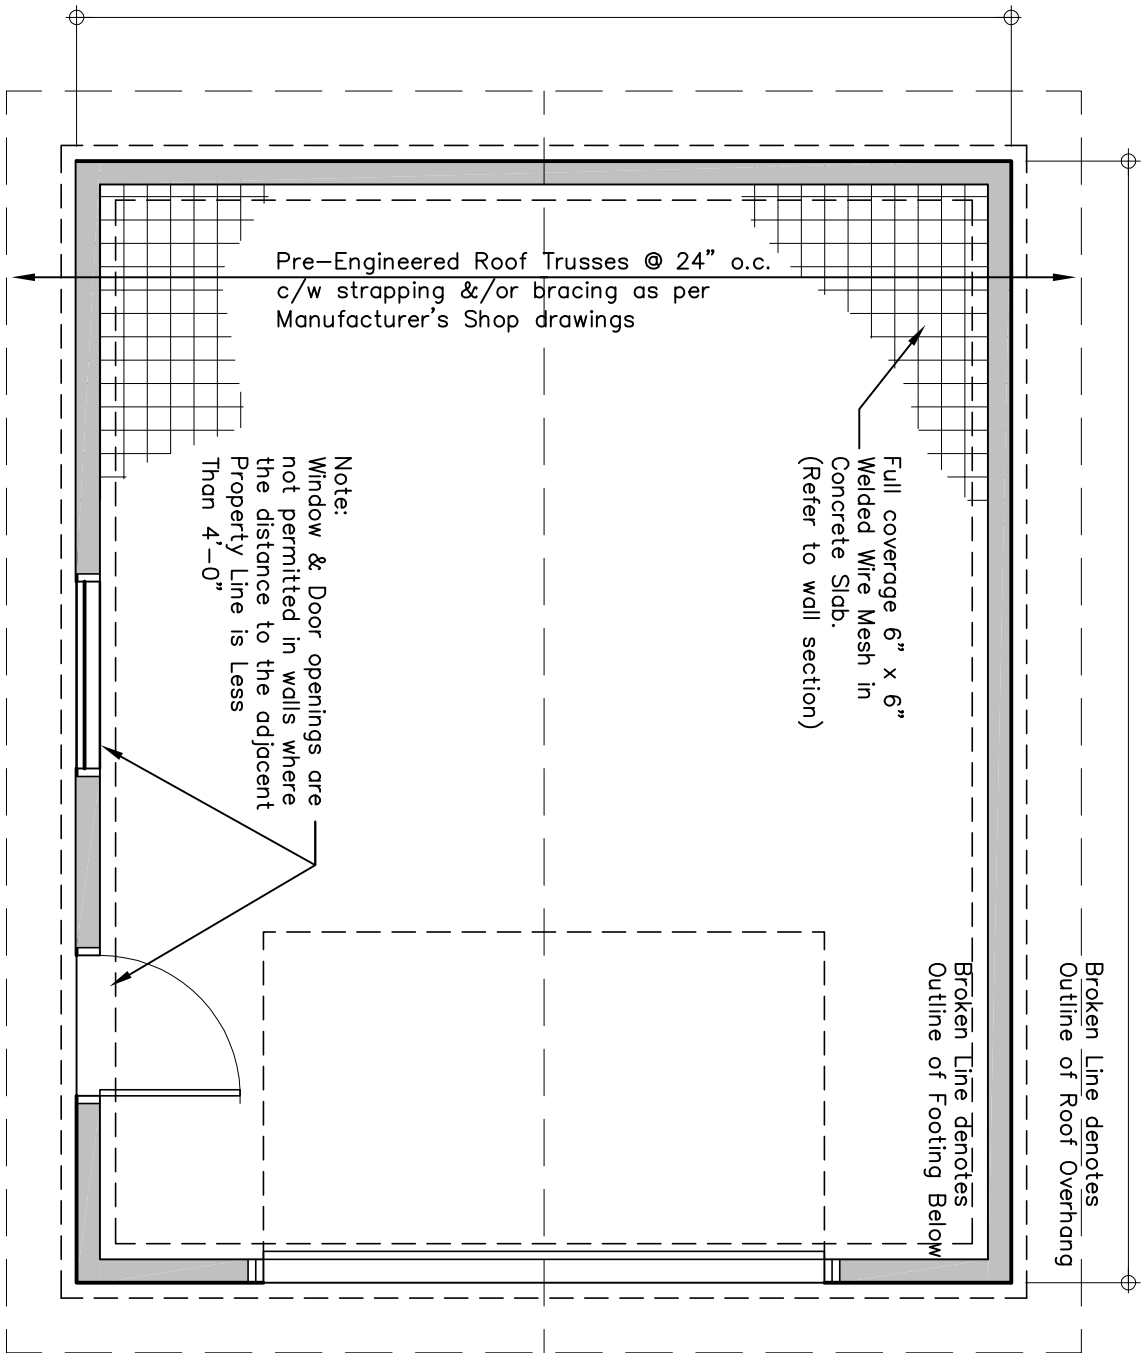 Pre-Engineered Roof Trusses @ 24" o.c.
c/w strapping &/or bracing as per
Manufacturer's Shop drawings
Full coverage 6" x 6"
Welded Wire Mesh in
Concrete Slab.
(Refer to wall section)
Note:
Window & Door openings are
not permitted in walls where
the distance to the adjacent
Property Line is Less
Than 4'-0"
Broken Line denotes
Outline of Roof Overhang
Broken Line denotes
Outline of Footing Below